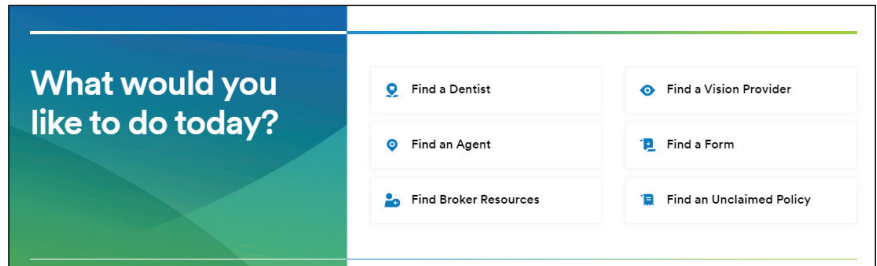 What would you
like to do today?
Find a Dentist
Find a Vision Provider
Find an Agent
Find a Form
Find Broker Resources
Find an Unclaimed Policy